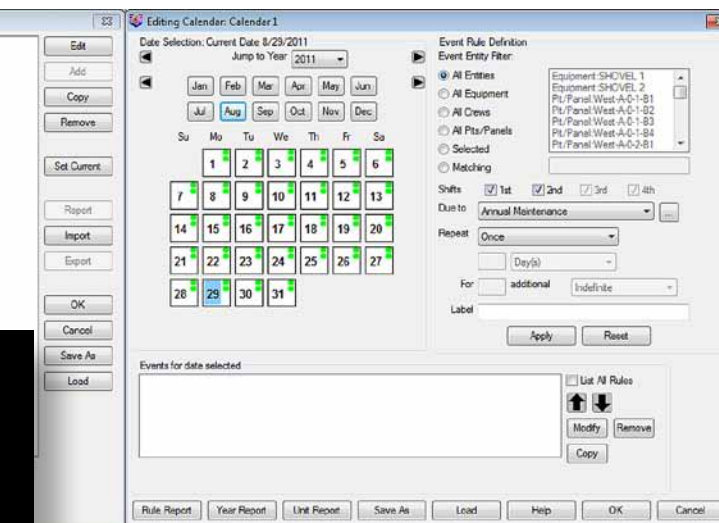 Edit
Add
Copy
Remove
Set Current
Report
Import
Export
OK
Cancel
Save As
Load
Editing Calender: Calender1
Date Selection: Current Date 8/29/2011
Jump to Year 2011
Jan Feb Mar Apr May Jun
Jul Aug Sep Oct Nov Dec
Su Mo Tu We Th Fr Sa
1 2 3 4 5 6
7 8 9 10 11 12 13
14 15 16 17 18 19 20
21 22 23 24 25 26 27
28 29 30 31
Event Rule Definition
Event Entity Filter:
All Entities
All Equipment
All Crews
All Pits/Panels
Selected
Matching
Equipment:SHOVEL 1
Equipment:SHOVEL 2
Pit/Panel:West-A-0-1-B1
Pit/Panel:West-A-0-1-B2
Pit/Panel:West-A-0-1-B3
Pit/Panel:West-A-0-1-B4
Pit/Panel:West-A-0-2-B1
Shifts 1st 2nd 3rd 4th
Due to Annual Maintenance ...
Repeat Once
Day(s)
For additional Indefinite
Label
Apply Reset
Events for date selected
List All Rules
Modify Remove
Copy
Rule Report Year Report Unit Report Save As Load Help OK Cancel